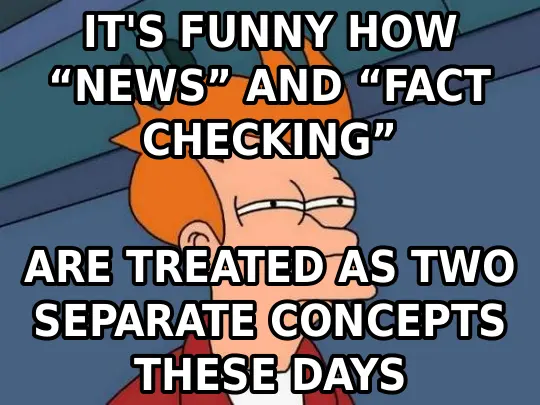 IT'S FUNNY HOW
“NEWS” AND “FACT
CHECKING”
ARE TREATED AS TWO
SEPARATE CONCEPTS
THESE DAYS